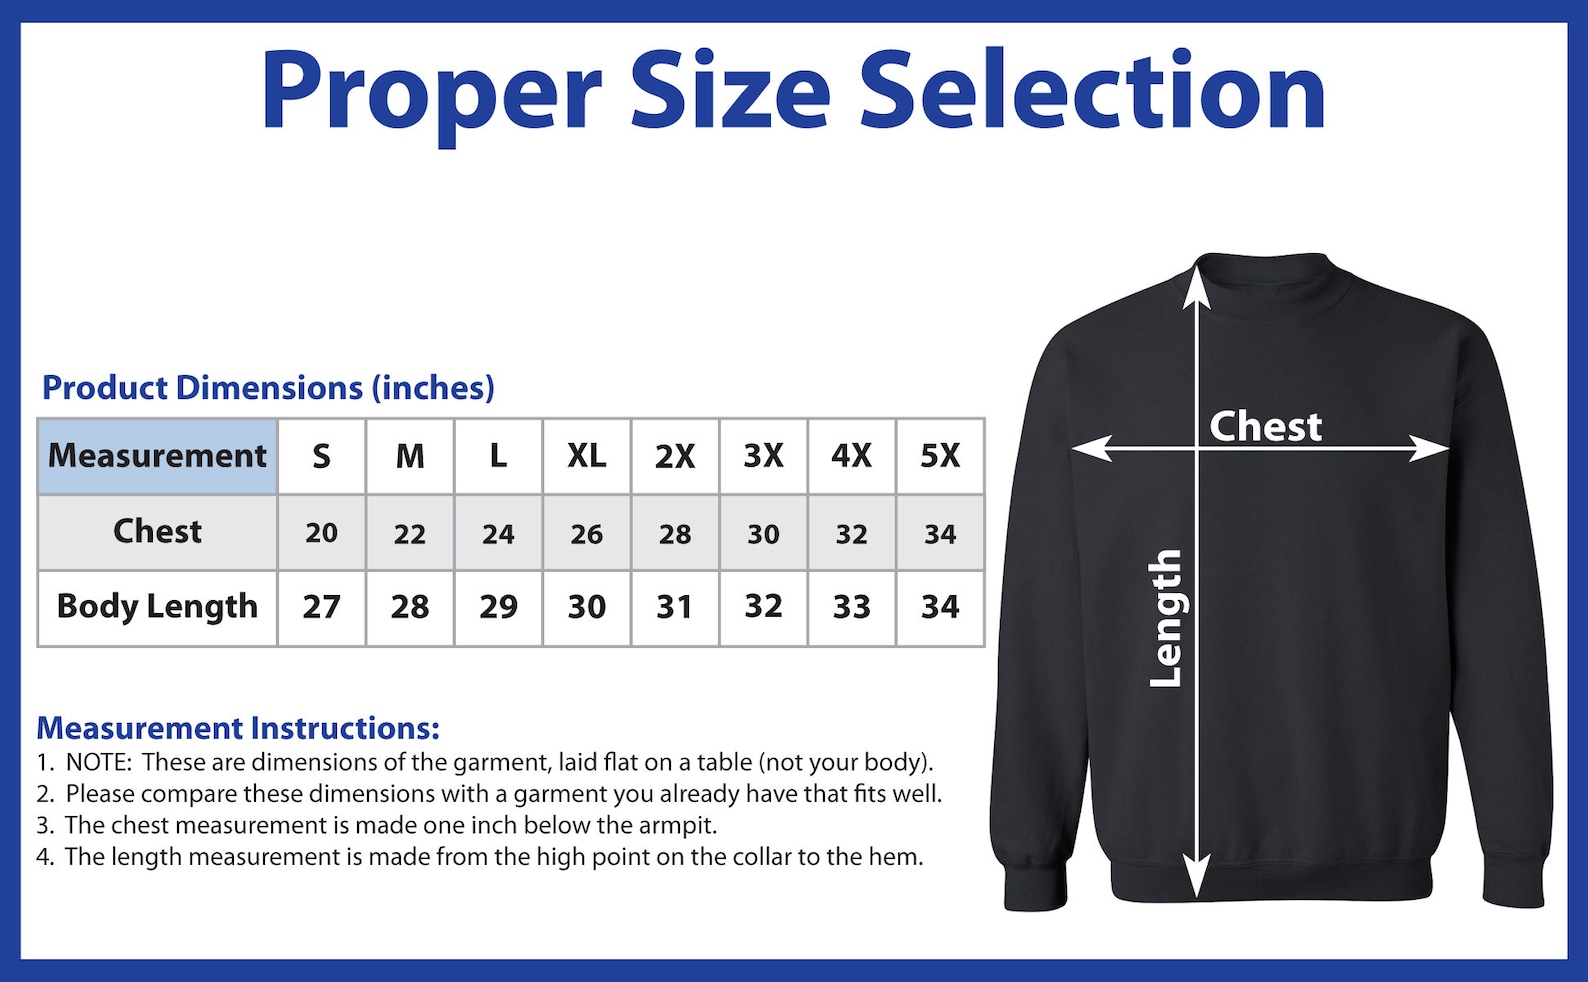 Proper Size Selection
Product Dimensions (inches)
Measurement S M L XL 2X 3X 4X 5X
Chest 20 22 24 26 28 30 32 34
Body Length 27 28 29 30 31 32 33 34
Measurement Instructions:
1. NOTE: These are dimensions of the garment, laid flat on a table (not your body).
2. Please compare these dimensions with a garment you already have that fits well.
3. The chest measurement is made one inch below the armpit.
4. The length measurement is made from the high point on the collar to the hem.
Chest
Length